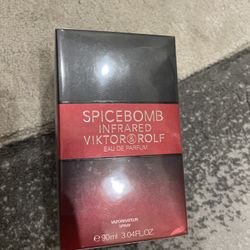 SPICEBOMB
INFRARED
VIKTOR&ROLF
EAU DE PARFUM
VAPORISATEUR
SPRAY
℮ 90ml 3.04FL.OZ.